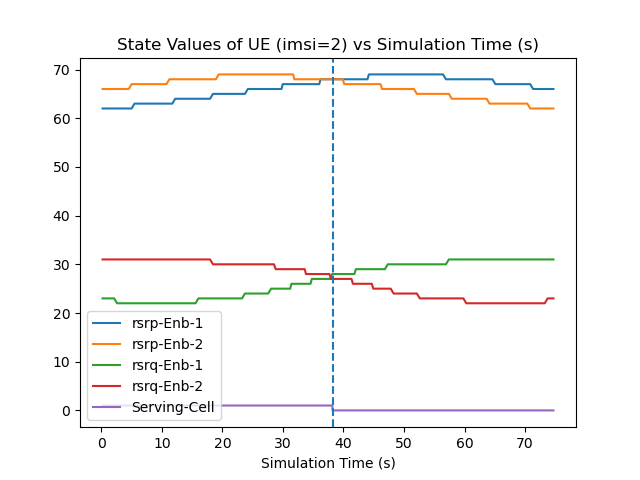 State Values of UE (imsi=2) vs Simulation Time (s)
70
60
50
40
30
20
10
0
rsrp-Enb-1
rsrp-Enb-2
rsrq-Enb-1
rsrq-Enb-2
Serving-Cell
0 10 20 30 40 50 60 70
Simulation Time (s)